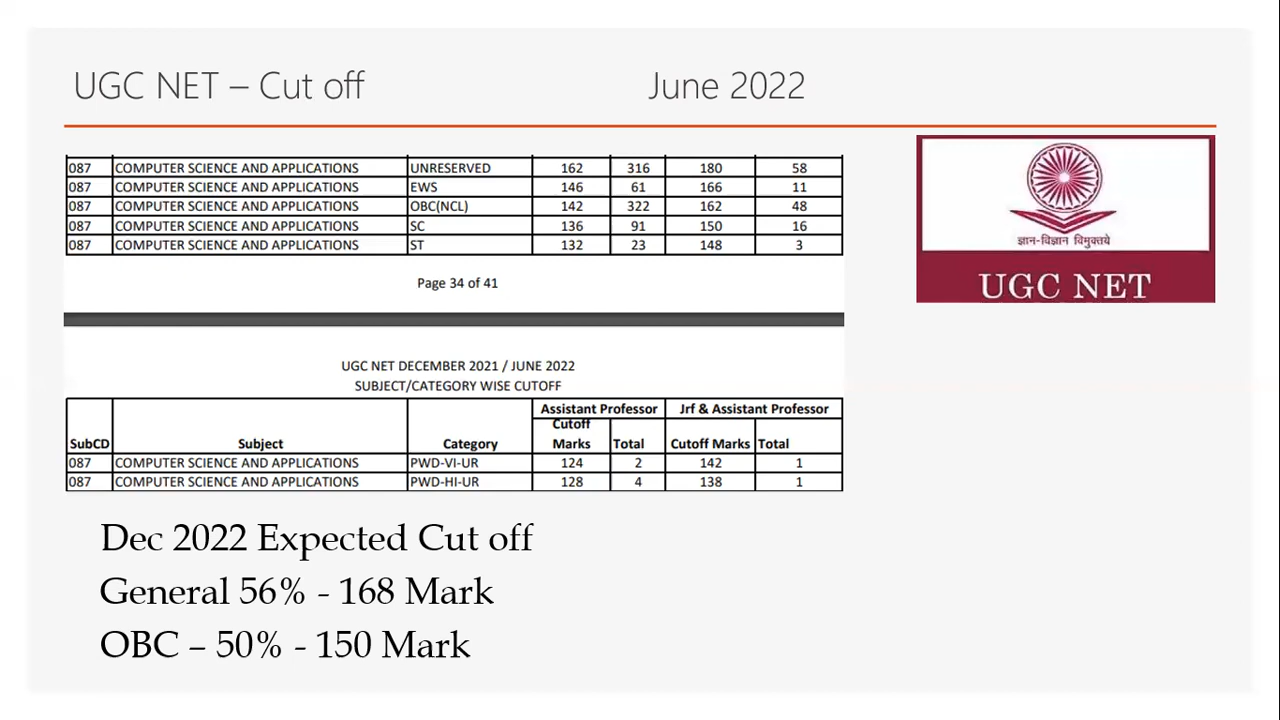 UGC NET – Cut off June 2022
087 COMPUTER SCIENCE AND APPLICATIONS UNRESERVED 162 316 180 58
087 COMPUTER SCIENCE AND APPLICATIONS EWS 146 61 166 11
087 COMPUTER SCIENCE AND APPLICATIONS OBC(NCL) 142 322 162 48
087 COMPUTER SCIENCE AND APPLICATIONS SC 136 91 150 16
087 COMPUTER SCIENCE AND APPLICATIONS ST 132 23 148 3
Page 34 of 41
ज्ञान-विज्ञान विमुक्तये
UGC NET
UGC NET DECEMBER 2021 / JUNE 2022
SUBJECT/CATEGORY WISE CUTOFF
Assistant Professor Jrf & Assistant Professor
SubCD Subject Category Cutoff Marks Total Cutoff Marks Total
087 COMPUTER SCIENCE AND APPLICATIONS PWD-VI-UR 124 2 142 1
087 COMPUTER SCIENCE AND APPLICATIONS PWD-HI-UR 128 4 138 1
Dec 2022 Expected Cut off
General 56% - 168 Mark
OBC – 50% - 150 Mark